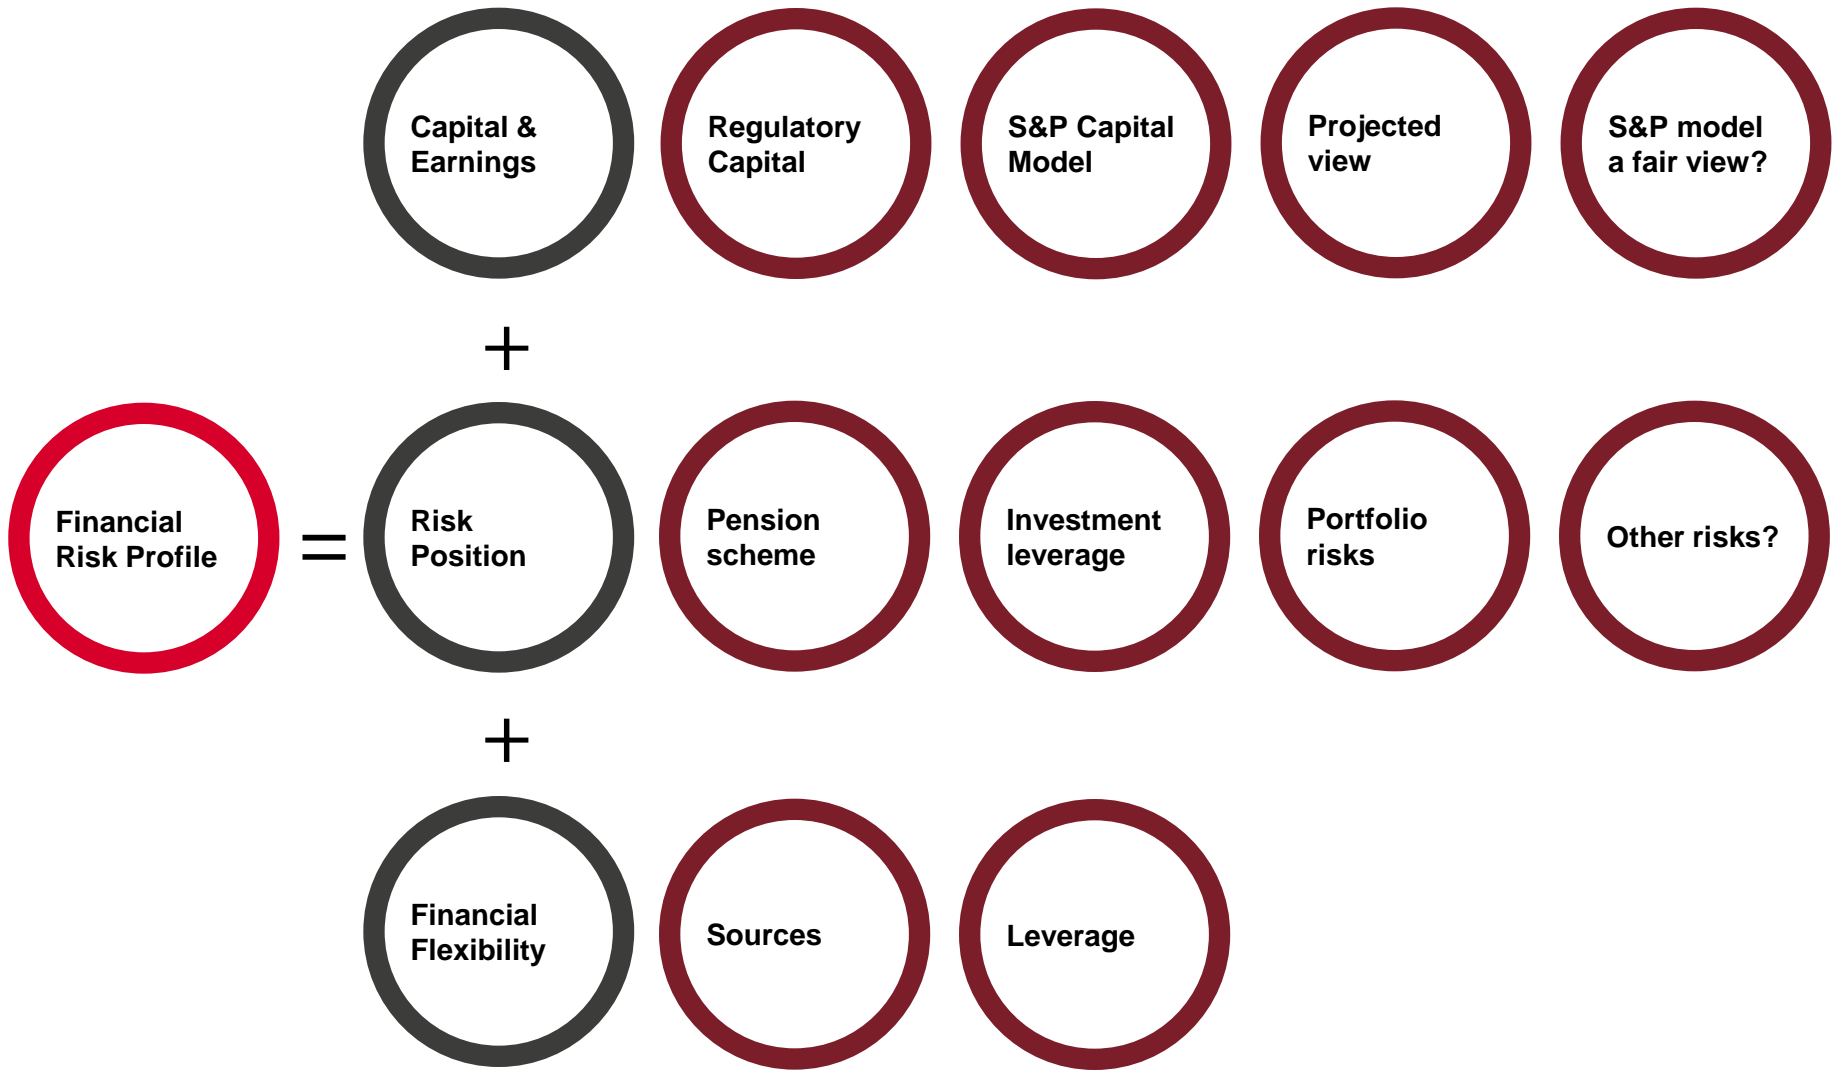 Capital &
Earnings
Regulatory
Capital
S&P Capital
Model
Projected
view
S&P model
a fair view?
+
Financial
Risk Profile
=
Risk
Position
Pension
scheme
Investment
leverage
Portfolio
risks
Other risks?
+
Financial
Flexibility
Sources
Leverage